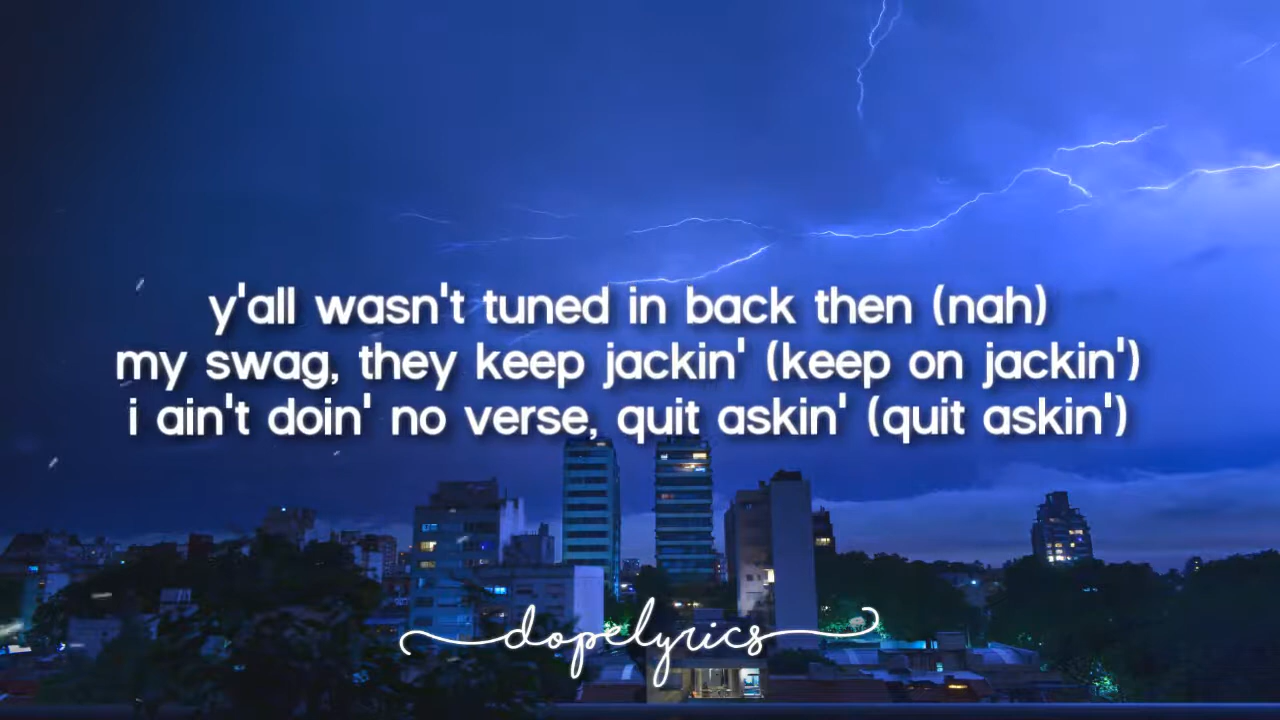 y'all wasn't tuned in back then (nah)
my swag, they keep jackin' (keep on jackin')
i ain't doin' no verse, quit askin' (quit askin')
dopelyrics